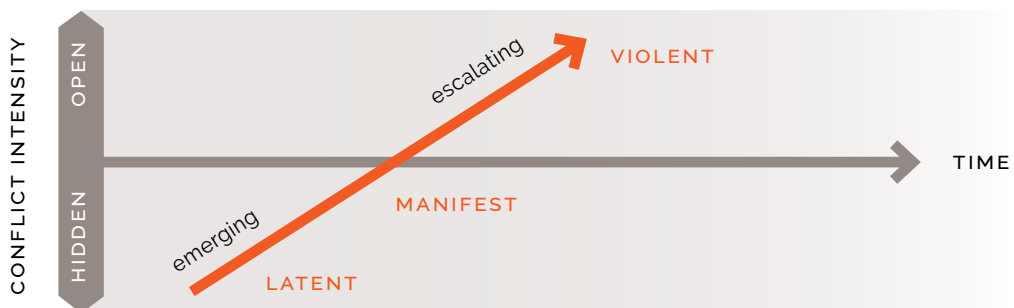 CONFLICT INTENSITY
OPEN
HIDDEN
escalating
VIOLENT
TIME
MANIFEST
emerging
LATENT